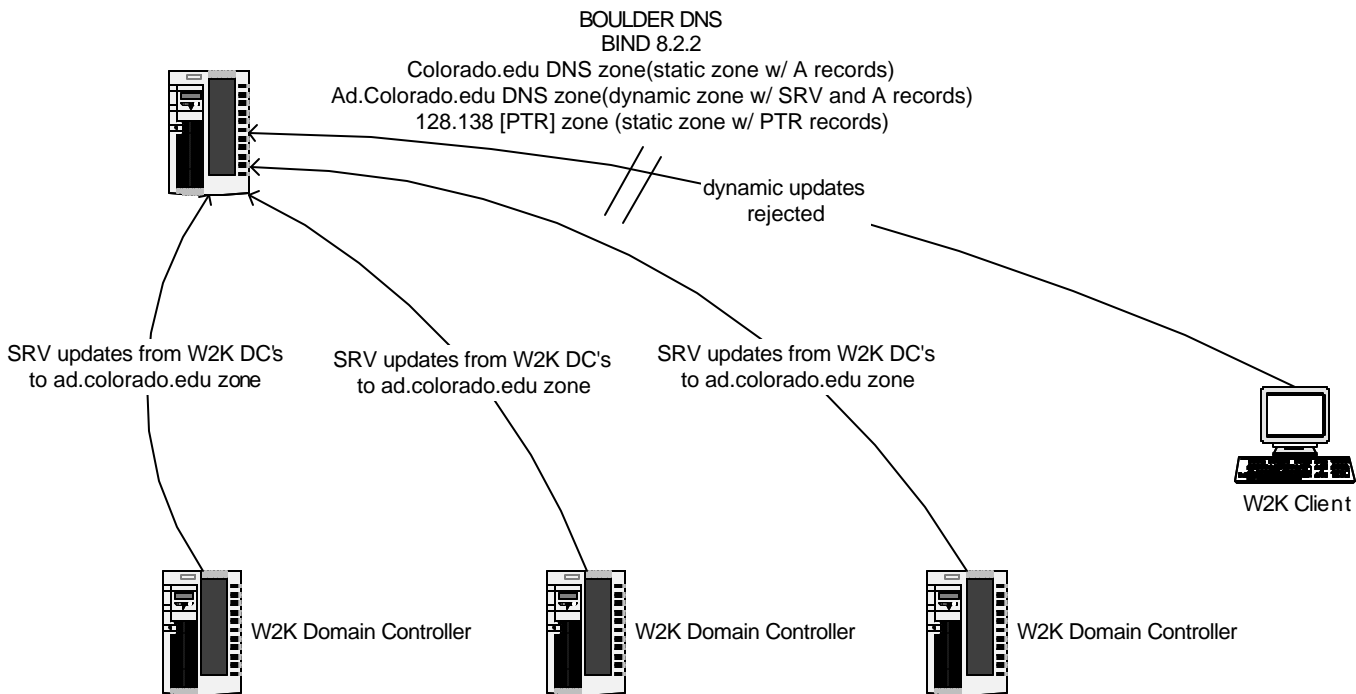 BOULDER DNS
BIND 8.2.2
Colorado.edu DNS zone(static zone w/ A records)
Ad.Colorado.edu DNS zone(dynamic zone w/ SRV and A records)
128.138 [PTR] zone (static zone w/ PTR records)
dynamic updates
rejected
SRV updates from W2K DC's
to ad.colorado.edu zone
SRV updates from W2K DC's
to ad.colorado.edu zone
SRV updates from W2K DC's
to ad.colorado.edu zone
W2K Client
W2K Domain Controller
W2K Domain Controller
W2K Domain Controller